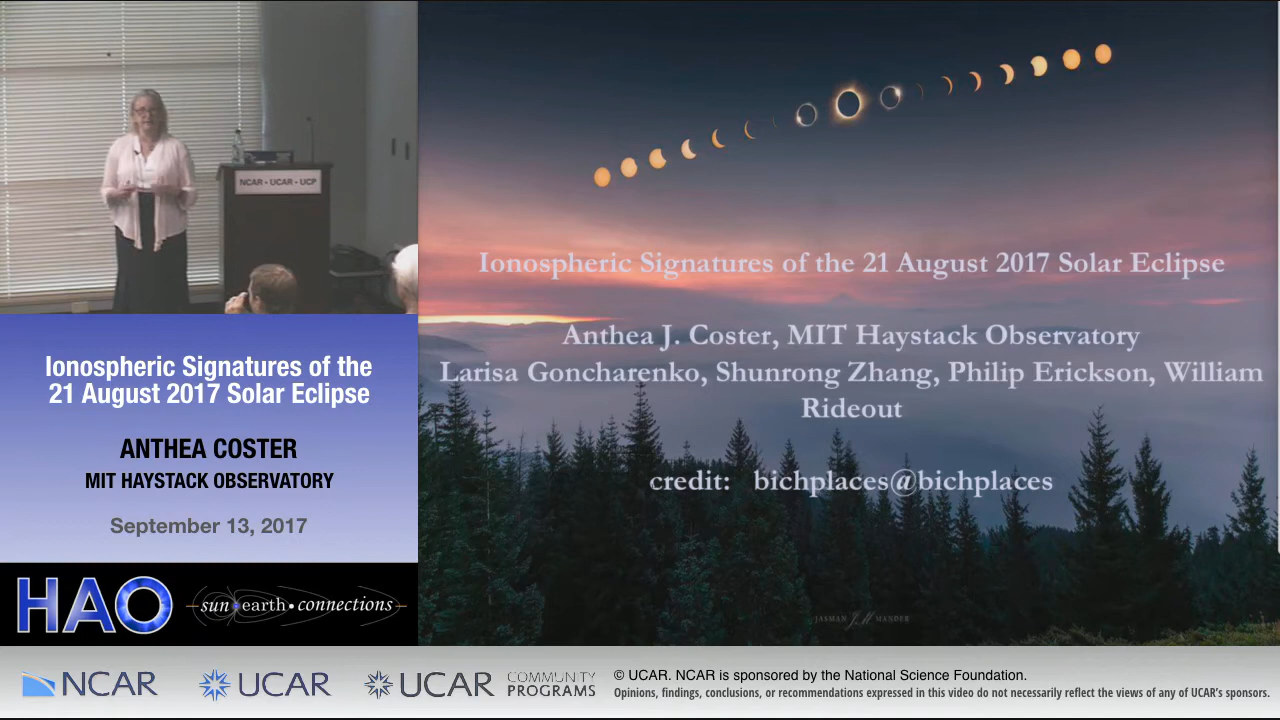 NCAR • UCAR • UCP
Ionospheric Signatures of the 21 August 2017 Solar Eclipse
Anthea J. Coster, MIT Haystack Observatory
Larisa Goncharenko, Shunrong Zhang, Philip Erickson, William
Rideout
credit: bichplaces@bichplaces
JASMAN JM MANDER
Ionospheric Signatures of the
21 August 2017 Solar Eclipse
ANTHEA COSTER
MIT HAYSTACK OBSERVATORY
September 13, 2017
HAO
sun•earth•connections
NCAR
UCAR
UCAR COMMUNITY
PROGRAMS
© UCAR. NCAR is sponsored by the National Science Foundation.
Opinions, findings, conclusions, or recommendations expressed in this video do not necessarily reflect the views of any of UCAR's sponsors.